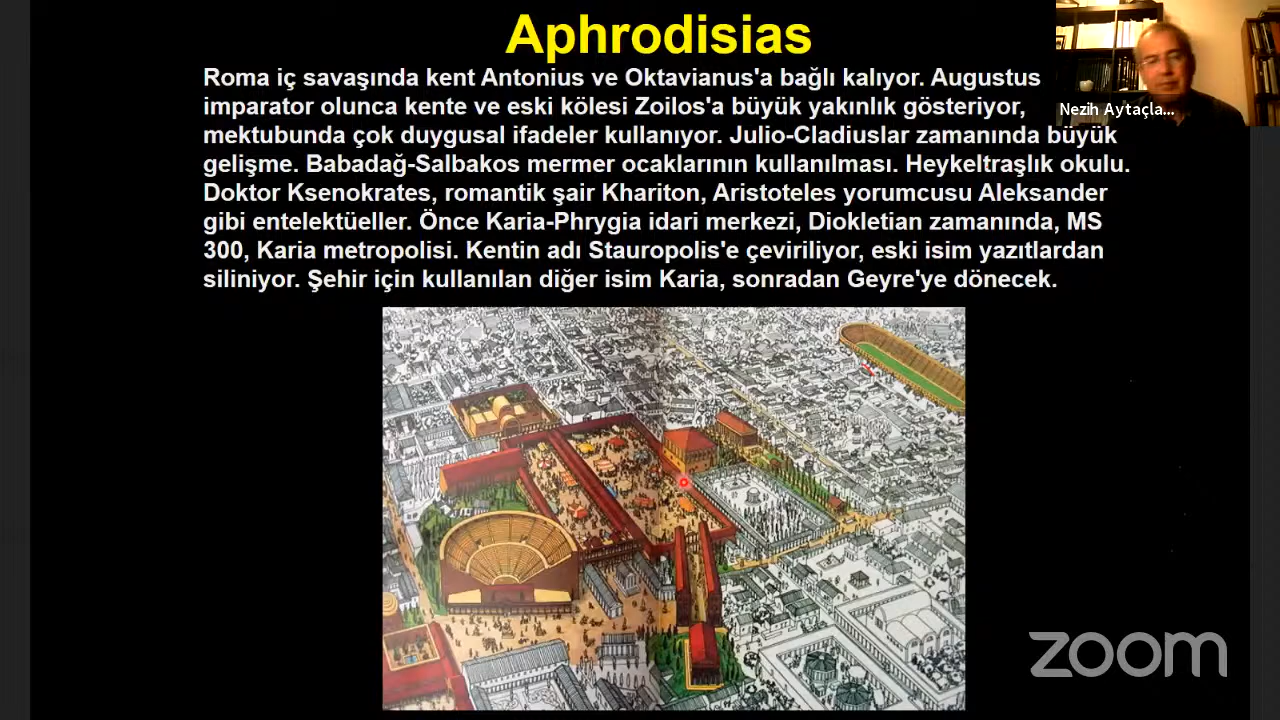 Aphrodisias
Roma iç savaşında kent Antonius ve Oktavianus'a bağlı kalıyor. Augustus
imparator olunca kente ve eski kölesi Zoilos'a büyük yakınlık gösteriyor,
mektubunda çok duygusal ifadeler kullanıyor. Julio-Cladiuslar zamanında büyük
gelişme. Babadağ-Salbakos mermer ocaklarının kullanılması. Heykeltraşlık okulu.
Doktor Ksenokrates, romantik şair Khariton, Aristoteles yorumcusu Aleksander
gibi entelektüeller. Önce Karia-Phrygia idari merkezi, Diokletian zamanında, MS
300, Karia metropolisi. Kentin adı Stauropolis'e çeviriliyor, eski isim yazıtlardan
siliniyor. Şehir için kullanılan diğer isim Karia, sonradan Geyre'ye dönecek.
Nezih Aytaçla...
zoom